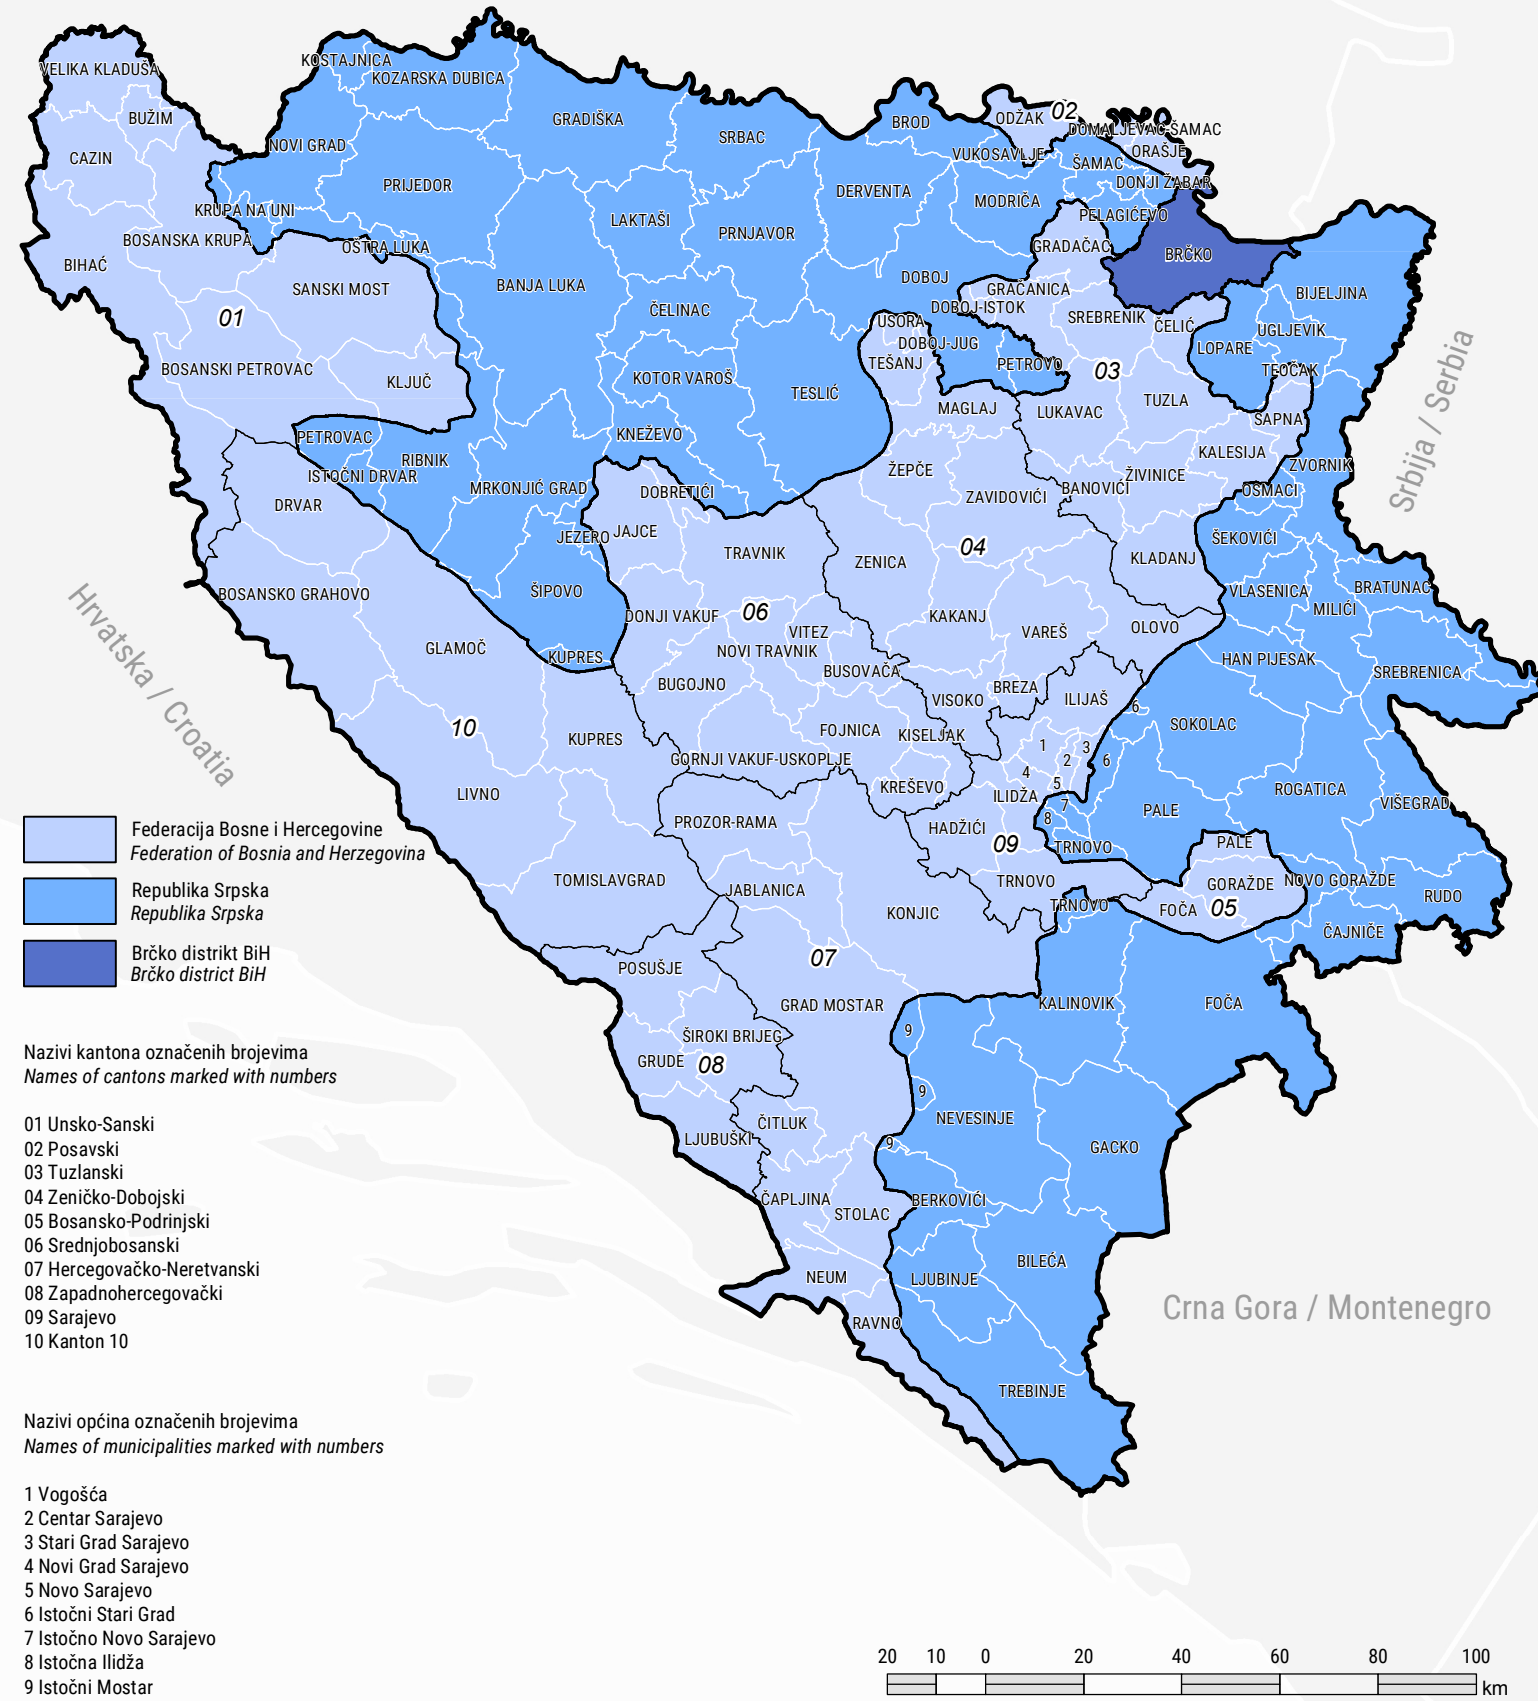 VELIKA KLADUŠA
BUŽIM
CAZIN
BIHAĆ
BOSANSKA KRUPA
KRUPA NA UNI
NOVI GRAD
KOSTAJNICA
KOZARSKA DUBICA
PRIJEDOR
OŠTRA LUKA
SANSKI MOST
01
BOSANSKI PETROVAC
KLJUČ
GRADIŠKA
SRBAC
LAKTAŠI
PRNJAVOR
BANJA LUKA
ČELINAC
KOTOR VAROŠ
TESLIĆ
KNEŽEVO
BROD
DERVENTA
ODŽAK
02
DOMALJEVAC-ŠAMAC
ORAŠJE
VUKOSAVLJE
ŠAMAC
DONJI ŽABAR
MODRIČA
PELAGIĆEVO
GRADAČAC
BRČKO
DOBOJ
GRAČANICA
DOBOJ-ISTOK
SREBRENIK
ČELIĆ
BIJELJINA
UGLJEVIK
LOPARE
TEOČAK
USORA
DOBOJ-JUG
TEŠANJ
PETROVO
03
MAGLAJ
LUKAVAC
TUZLA
SAPNA
KALESIJA
ZVORNIK
ŽEPČE
ZAVIDOVIĆI
BANOVIĆI
ŽIVINICE
OSMACI
ŠEKOVIĆI
KLADANJ
VLASENICA
MILIĆI
BRATUNAC
SREBRENICA
HAN PIJESAK
PETROVAC
ISTOČNI DRVAR
RIBNIK
MRKONJIĆ GRAD
DRVAR
JEZERO
JAJCE
DOBRETIĆI
ŠIPOVO
KUPRES
TRAVNIK
06
DONJI VAKUF
VITEZ
NOVI TRAVNIK
BUSOVAČA
BUGOJNO
FOJNICA
KISELJAK
GORNJI VAKUF-USKOPLJE
KREŠEVO
ZENICA
04
KAKANJ
VAREŠ
OLOVO
VISOKO
BREZA
ILIJAŠ
BOSANSKO GRAHOVO
GLAMOČ
10
KUPRES
LIVNO
TOMISLAVGRAD
PROZOR-RAMA
JABLANICA
KONJIC
07
GRAD MOSTAR
1
2
3
4
5
6
6
7
8
ILIDŽA
HADŽIĆI
09
TRNOVO
TRNOVO
TRNOVO
SOKOLAC
PALE
ROGATICA
VIŠEGRAD
PALE
GORAŽDE
NOVO GORAŽDE
FOČA
05
RUDO
ČAJNIČE
FOČA
KALINOVIK
POSUŠJE
ŠIROKI BRIJEG
GRUDE
08
LJUBUŠKI
ČITLUK
ČAPLJINA
STOLAC
NEUM
RAVNO
9
9
9
NEVESINJE
GACKO
BERKOVIĆI
BILEĆA
LJUBINJE
TREBINJE
Hrvatska / Croatia
Srbija / Serbia
Crna Gora / Montenegro
Federacija Bosne i Hercegovine
Federation of Bosnia and Herzegovina
Republika Srpska
Republika Srpska
Brčko distrikt BiH
Brčko district BiH
Nazivi kantona označenih brojevima
Names of cantons marked with numbers
01 Unsko-Sanski
02 Posavski
03 Tuzlanski
04 Zeničko-Dobojski
05 Bosansko-Podrinjski
06 Srednjobosanski
07 Hercegovačko-Neretvanski
08 Zapadnohercegovački
09 Sarajevo
10 Kanton 10
Nazivi općina označenih brojevima
Names of municipalities marked with numbers
1 Vogošća
2 Centar Sarajevo
3 Stari Grad Sarajevo
4 Novi Grad Sarajevo
5 Novo Sarajevo
6 Istočni Stari Grad
7 Istočno Novo Sarajevo
8 Istočna Ilidža
9 Istočni Mostar
20 10 0 20 40 60 80 100
km